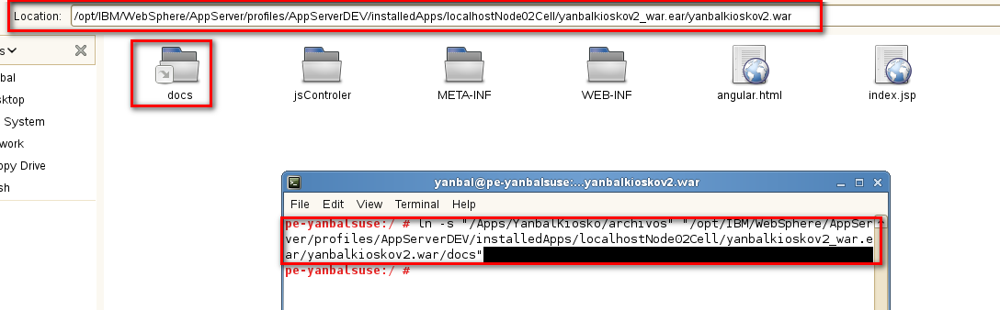 Location: /opt/IBM/WebSphere/AppServer/profiles/AppServerDEV/installedApps/localhostNode02Cell/yanbalkioskov2_war.ear/yanbalkioskov2.war
s
bal
sktop
System
work
ppy Drive
sh
docs
jsControler
META-INF
WEB-INF
angular.html
index.jsp
yanbal@pe-yanbalsuse:...yanbalkioskov2.war
File Edit View Terminal Help
pe-yanbalsuse:/ # ln -s "/Apps/YanbalKiosko/archivos" "/opt/IBM/WebSphere/AppSer
ver/profiles/AppServerDEV/installedApps/localhostNode02Cell/yanbalkioskov2_war.e
ar/yanbalkioskov2.war/docs"
pe-yanbalsuse:/ #